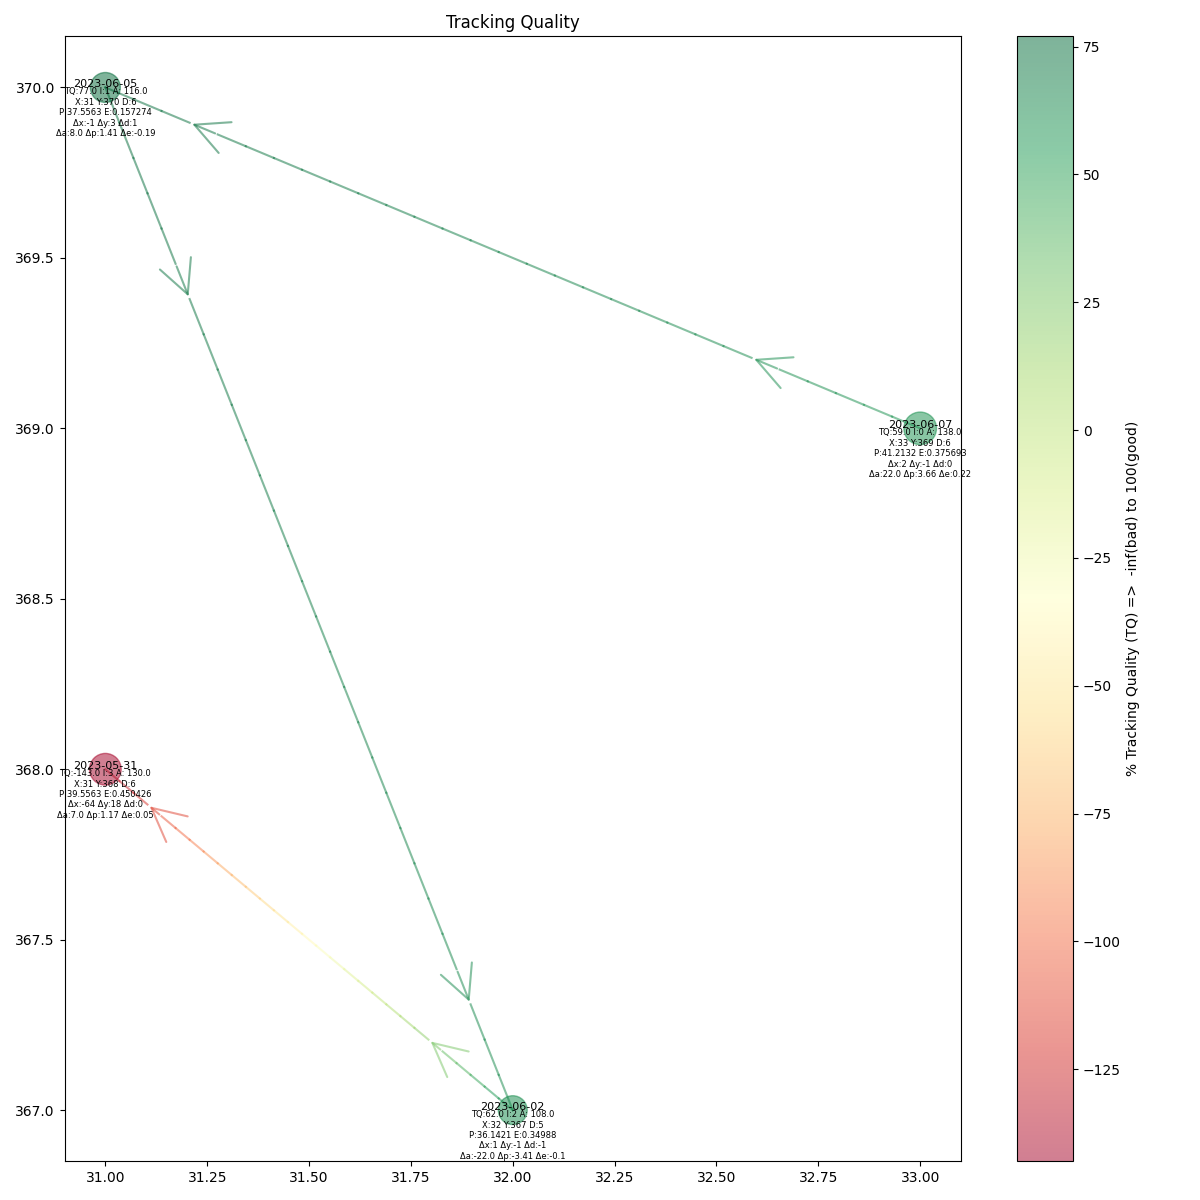 Tracking Quality
370.0
369.5
369.0
368.5
368.0
367.5
367.0
2023-06-05
TQ:77.0 I:1 A: 116.0
X:31 Y:370 D:6
P:37.5563 E:0.157274
Δx:-1 Δy:3 Δd:1
Δa:8.0 Δp:1.41 Δe:-0.19
2023-06-07
TQ:59.0 I:0 A: 138.0
X:33 Y:369 D:6
P:41.2132 E:0.375693
Δx:2 Δy:-1 Δd:0
Δa:22.0 Δp:3.66 Δe:0.22
2023-05-31
TQ:-143.0 I:3 A: 130.0
X:31 Y:368 D:6
P:39.5563 E:0.450426
Δx:-64 Δy:18 Δd:0
Δa:7.0 Δp:1.17 Δe:0.05
2023-06-02
TQ:62.0 I:2 A: 108.0
X:32 Y:367 D:5
P:36.1421 E:0.34988
Δx:1 Δy:-1 Δd:-1
Δa:-22.0 Δp:-3.41 Δe:-0.1
31.00 31.25 31.50 31.75 32.00 32.25 32.50 32.75 33.00
75
50
25
0
−25
−50
−75
−100
−125
% Tracking Quality (TQ) => -inf(bad) to 100(good)